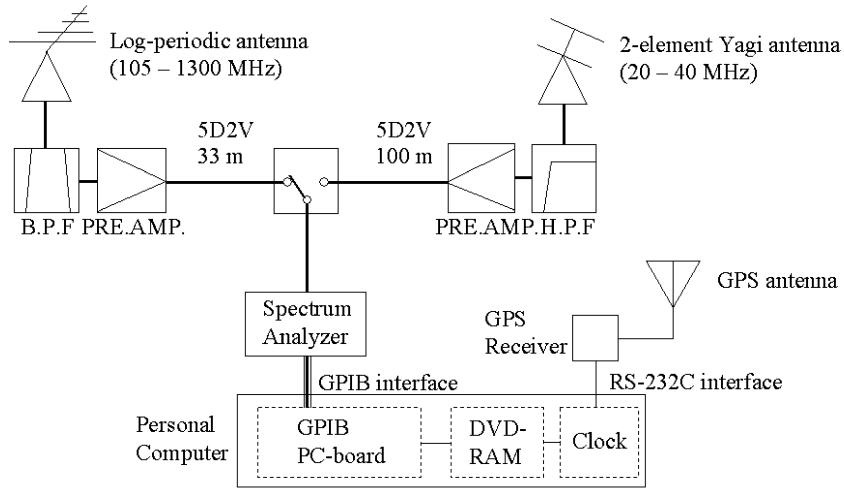 Log-periodic antenna
(105 – 1300 MHz)
2-element Yagi antenna
(20 – 40 MHz)
5D2V
33 m
5D2V
100 m
B.P.F PRE.AMP.
PRE.AMP.H.P.F
GPS antenna
Spectrum
Analyzer
GPS
Receiver
GPIB interface
RS-232C interface
Personal
Computer
GPIB
PC-board
DVD-
RAM
Clock